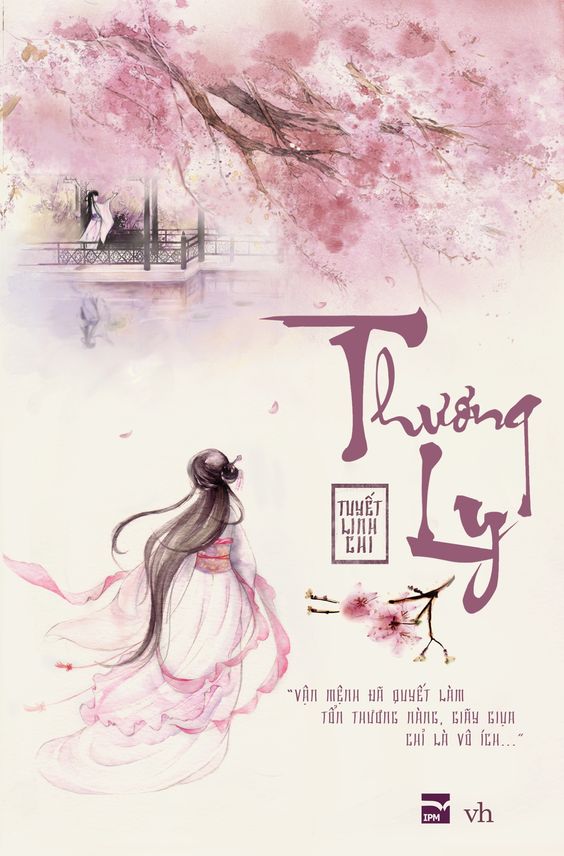 Thương
Ly
TUYẾT
LINH
CHI
“VẬN MỆNH ĐÃ QUYẾT LÀM
TỔN THƯƠNG NÀNG, GIÃY GIỤA
CHỈ LÀ VÔ ÍCH...”
IPM
vh